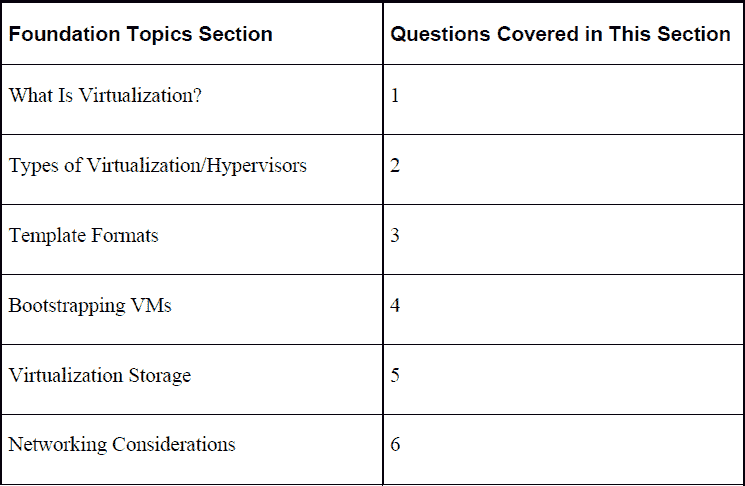 Foundation Topics Section Questions Covered in This Section
What Is Virtualization? 1
Types of Virtualization/Hypervisors 2
Template Formats 3
Bootstrapping VMs 4
Virtualization Storage 5
Networking Considerations 6